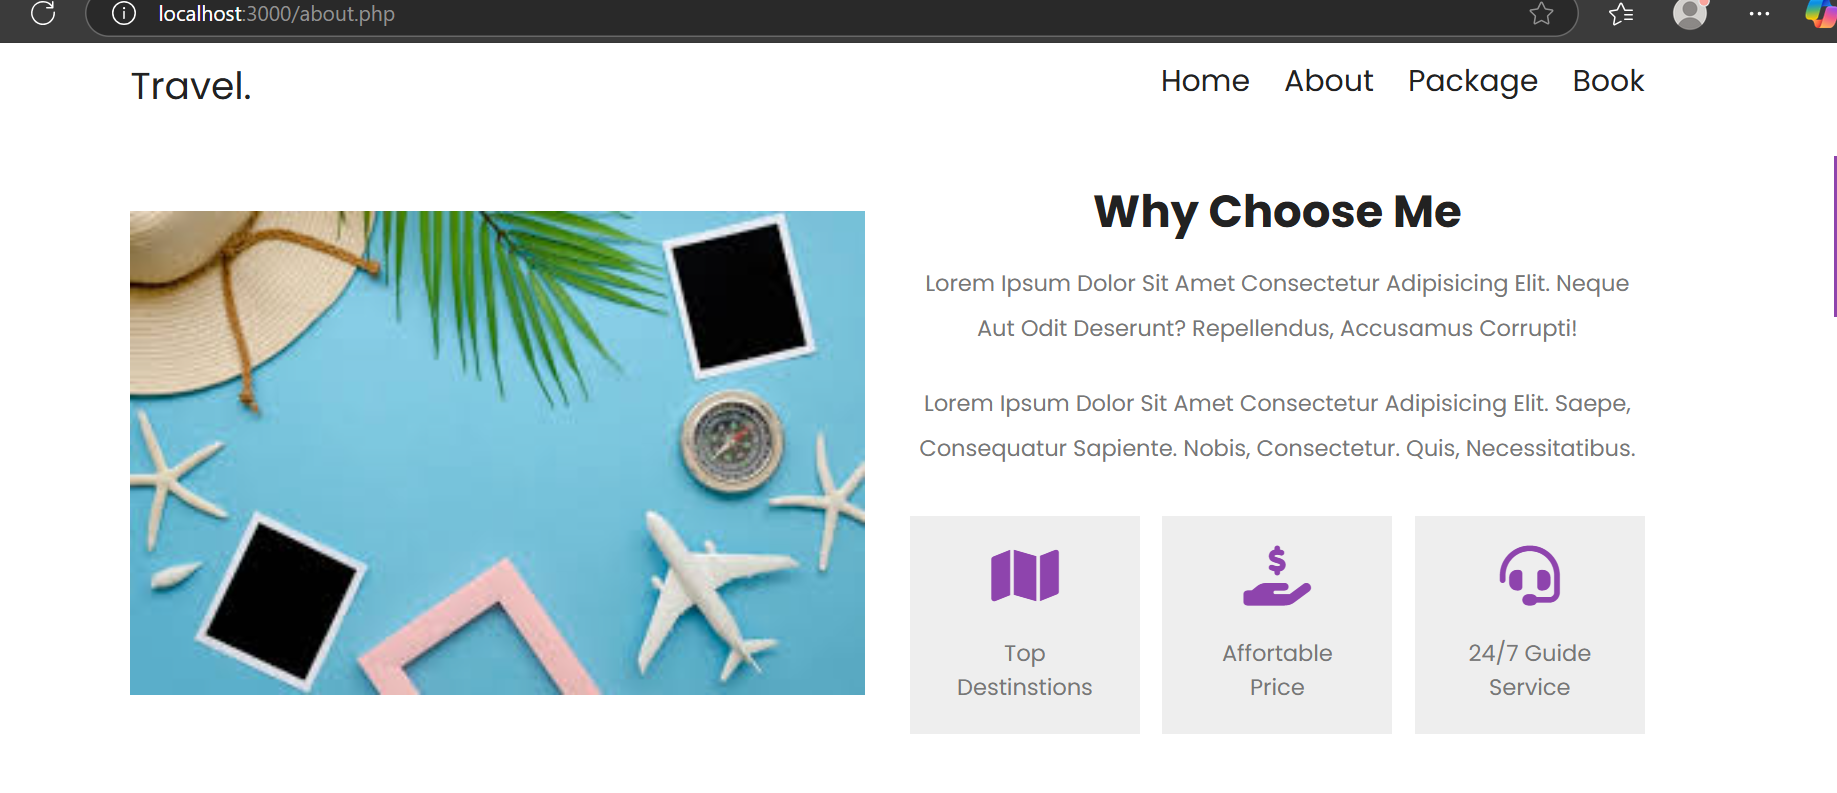 localhost:3000/about.php
Travel.
Home About Package Book
Why Choose Me
Lorem Ipsum Dolor Sit Amet Consectetur Adipisicing Elit. Neque
Aut Odit Deserunt? Repellendus, Accusamus Corrupti!
Lorem Ipsum Dolor Sit Amet Consectetur Adipisicing Elit. Saepe,
Consequatur Sapiente. Nobis, Consectetur. Quis, Necessitatibus.
Top
Destinstions
Affortable
Price
24/7 Guide
Service